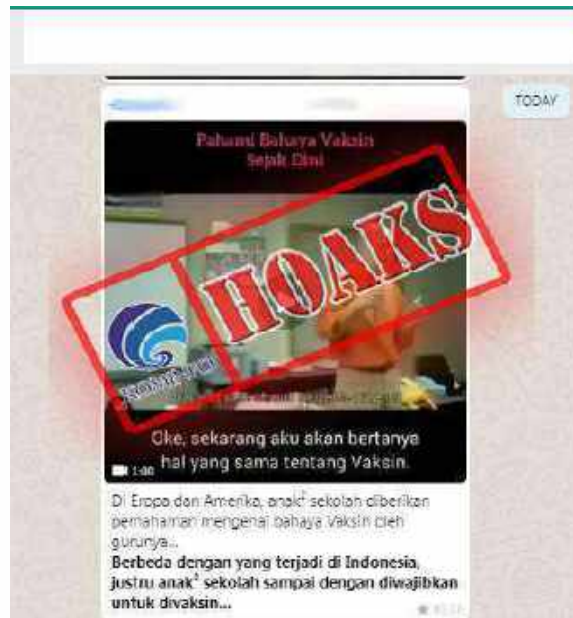 TODAY
Pahami Bahaya Vaksin
Sejak Dini
HOAKS
KOMINFO
Oke, sekarang aku akan bertanya
hal yang sama tentang Vaksin.
1:00
Di Eropa dan Amerika, anak² sekolah diberikan
pemahaman mengenai bahaya Vaksin oleh
gurunya...
Berbeda dengan yang terjadi di Indonesia,
justru anak² sekolah sampai dengan diwajibkan
untuk divaksin...